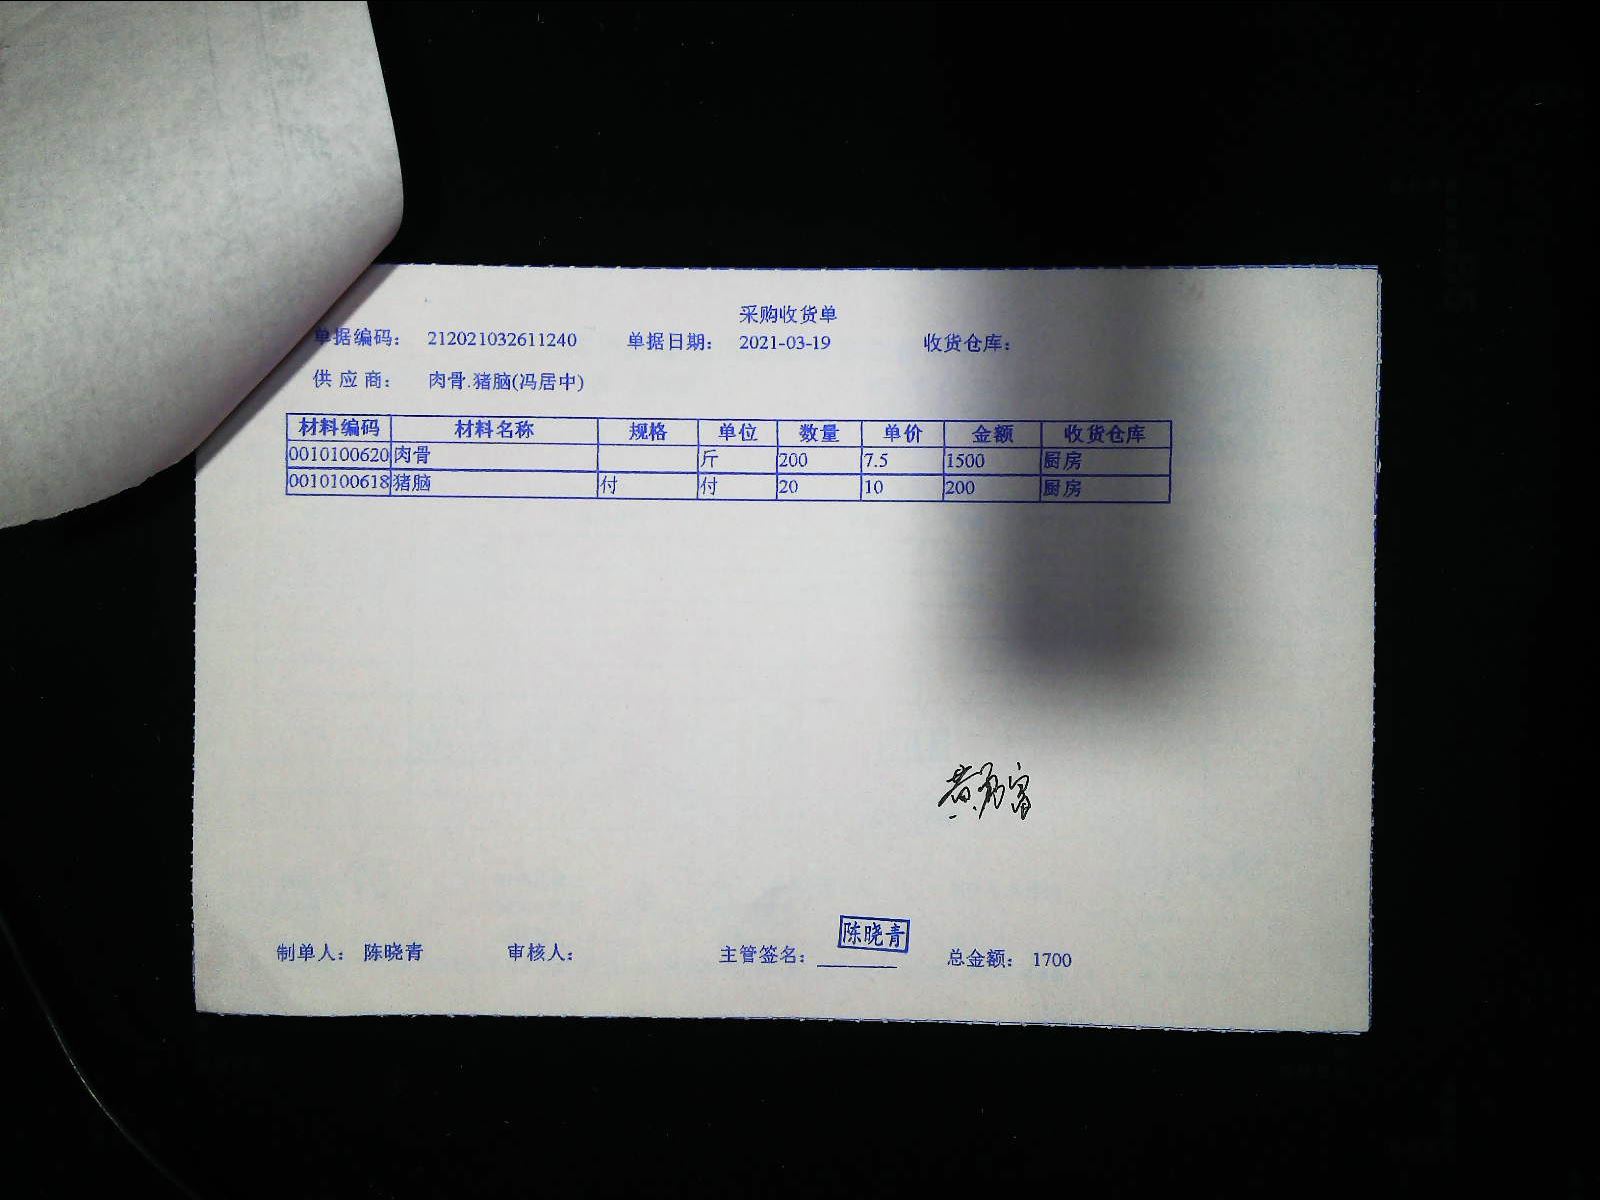 采购收货单
单据编码： 212021032611240 单据日期： 2021-03-19 收货仓库：
供应商： 肉骨.猪脑(冯居中)
材料编码 材料名称 规格 单位 数量 单价 金额 收货仓库
0010100620 肉骨 斤 200 7.5 1500 厨房
0010100618 猪脑 付 付 20 10 200 厨房
陈晓青
制单人： 陈晓青 审核人： 主管签名： 总金额： 1700